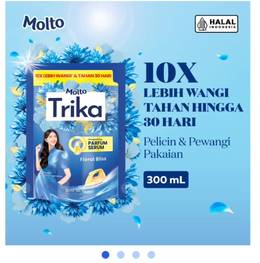 Molto
HALAL
INDONESIA
10X LEBIH WANGI & TAHAN 30 HARI
Molto
Trika
PARFUM
SERUM
Floral Bliss
10X
LEBIH WANGI
TAHAN HINGGA
30 HARI
Pelicin & Pewangi
Pakaian
300 mL